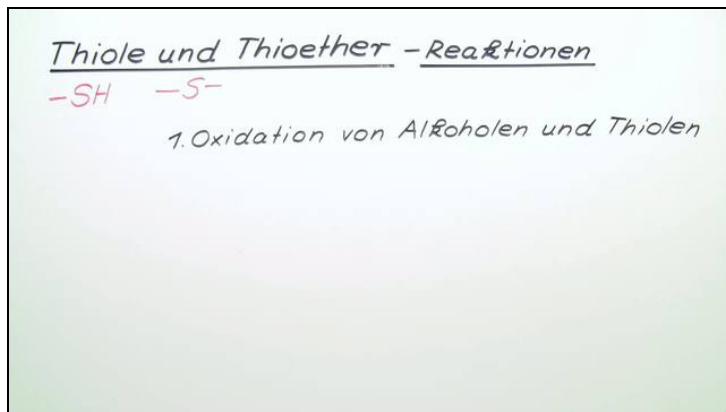 Thiole und Thioether – Reaktionen
–SH –S–
1. Oxidation von Alkoholen und Thiolen